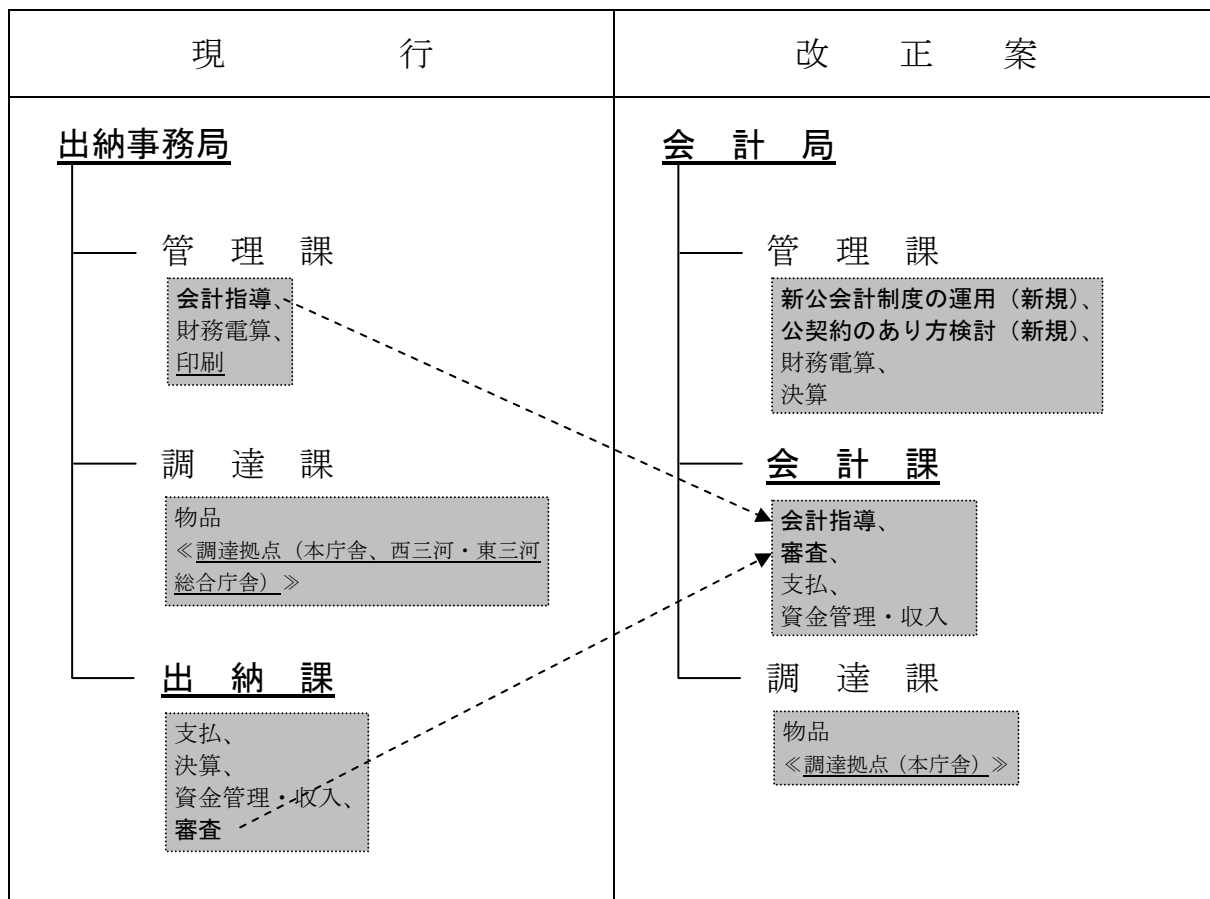 現　　　行
出納事務局
管　理　課
会計指導、
財務電算、
印刷
調　達　課
物品
≪調達拠点（本庁舎、西三河・東三河
総合庁舎）≫
出　納　課
支払、
決算、
資金管理・収入、
審査
改　正　案
会　計　局
管　理　課
新公会計制度の運用（新規）、
公契約のあり方検討（新規）、
財務電算、
決算
会　計　課
会計指導、
審査、
支払、
資金管理・収入
調　達　課
物品
≪調達拠点（本庁舎）≫